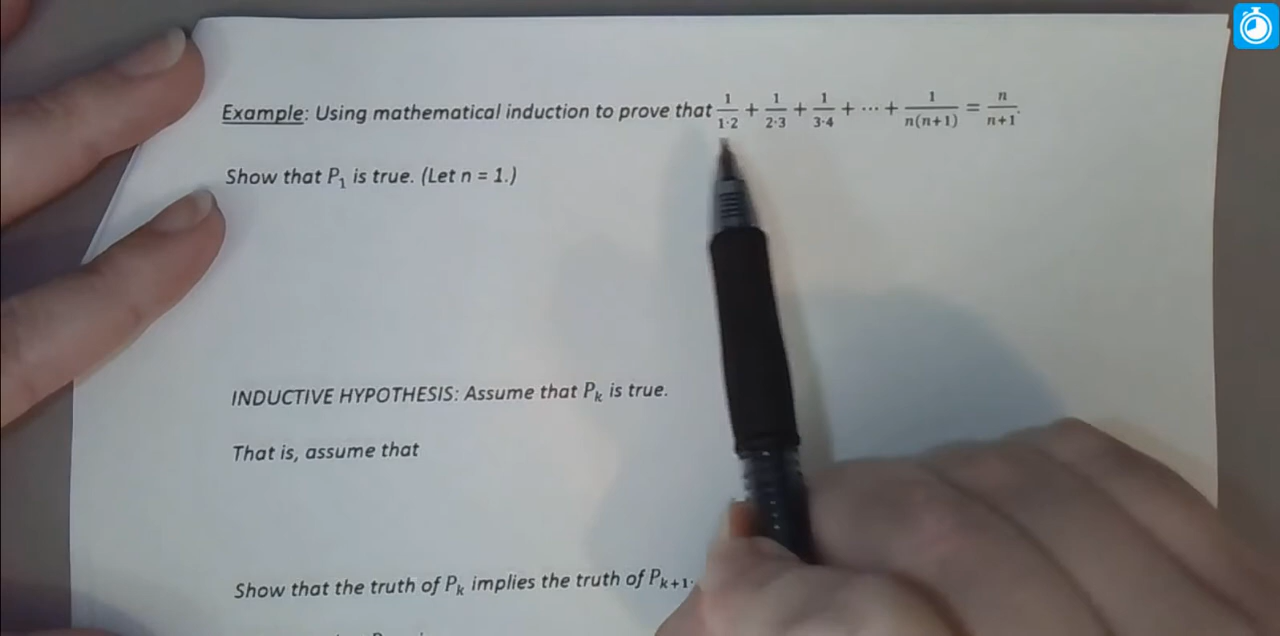 Example: Using mathematical induction to prove that 1/(1·2) + 1/(2·3) + 1/(3·4) + ⋯ + 1/(n(n+1)) = n/(n+1).
Show that P₁ is true. (Let n = 1.)
INDUCTIVE HYPOTHESIS: Assume that Pₖ is true.
That is, assume that
Show that the truth of Pₖ implies the truth of Pₖ₊₁.